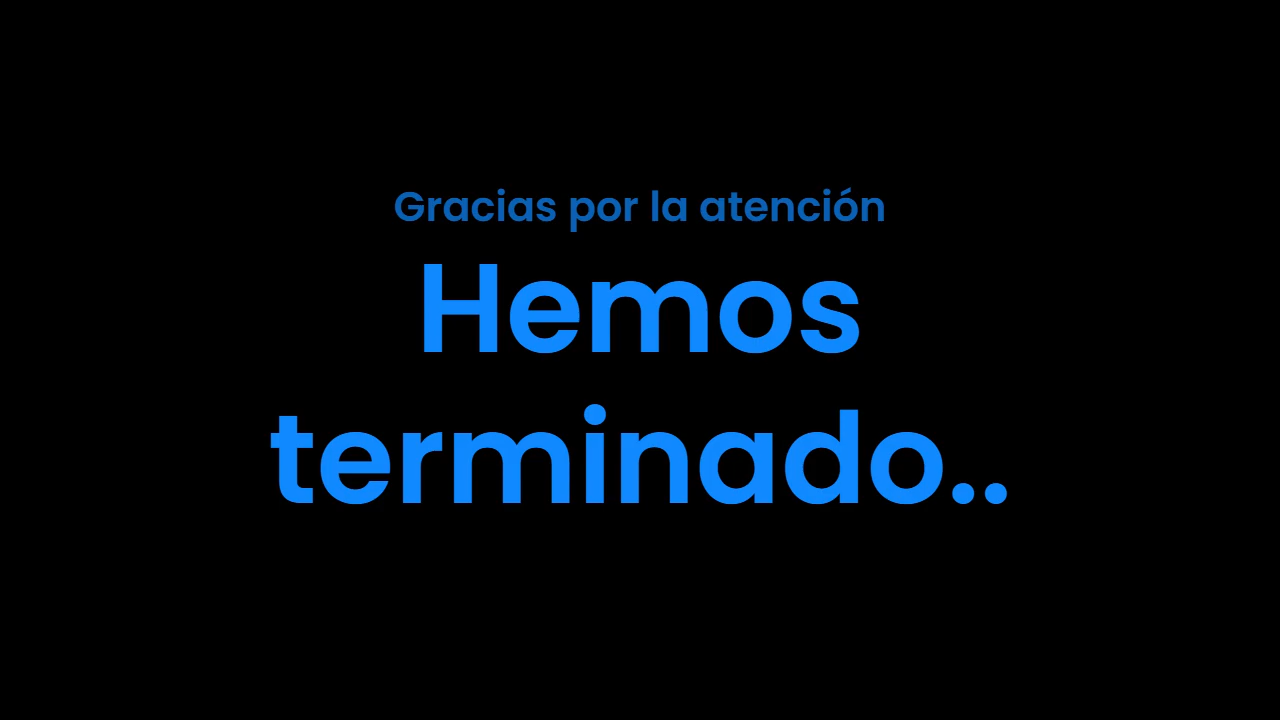 Gracias por la atención
Hemos
terminado..